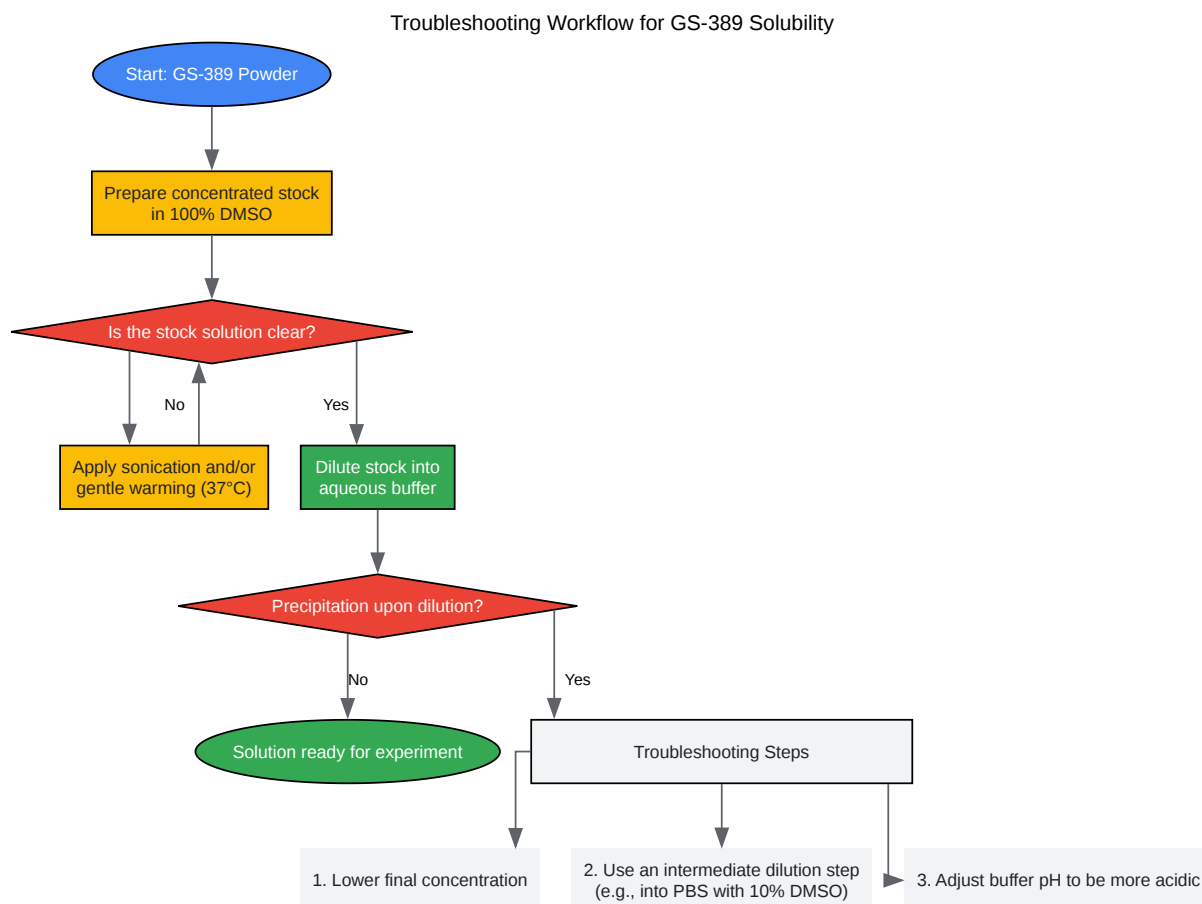 Troubleshooting Workflow for GS-389 Solubility
Start: GS-389 Powder
Prepare concentrated stock
in 100% DMSO
Is the stock solution clear?
No
Yes
Apply sonication and/or
gentle warming (37°C)
Dilute stock into
aqueous buffer
Precipitation upon dilution?
No
Yes
Solution ready for experiment
Troubleshooting Steps
1. Lower final concentration
2. Use an intermediate dilution step
(e.g., into PBS with 10% DMSO)
3. Adjust buffer pH to be more acidic